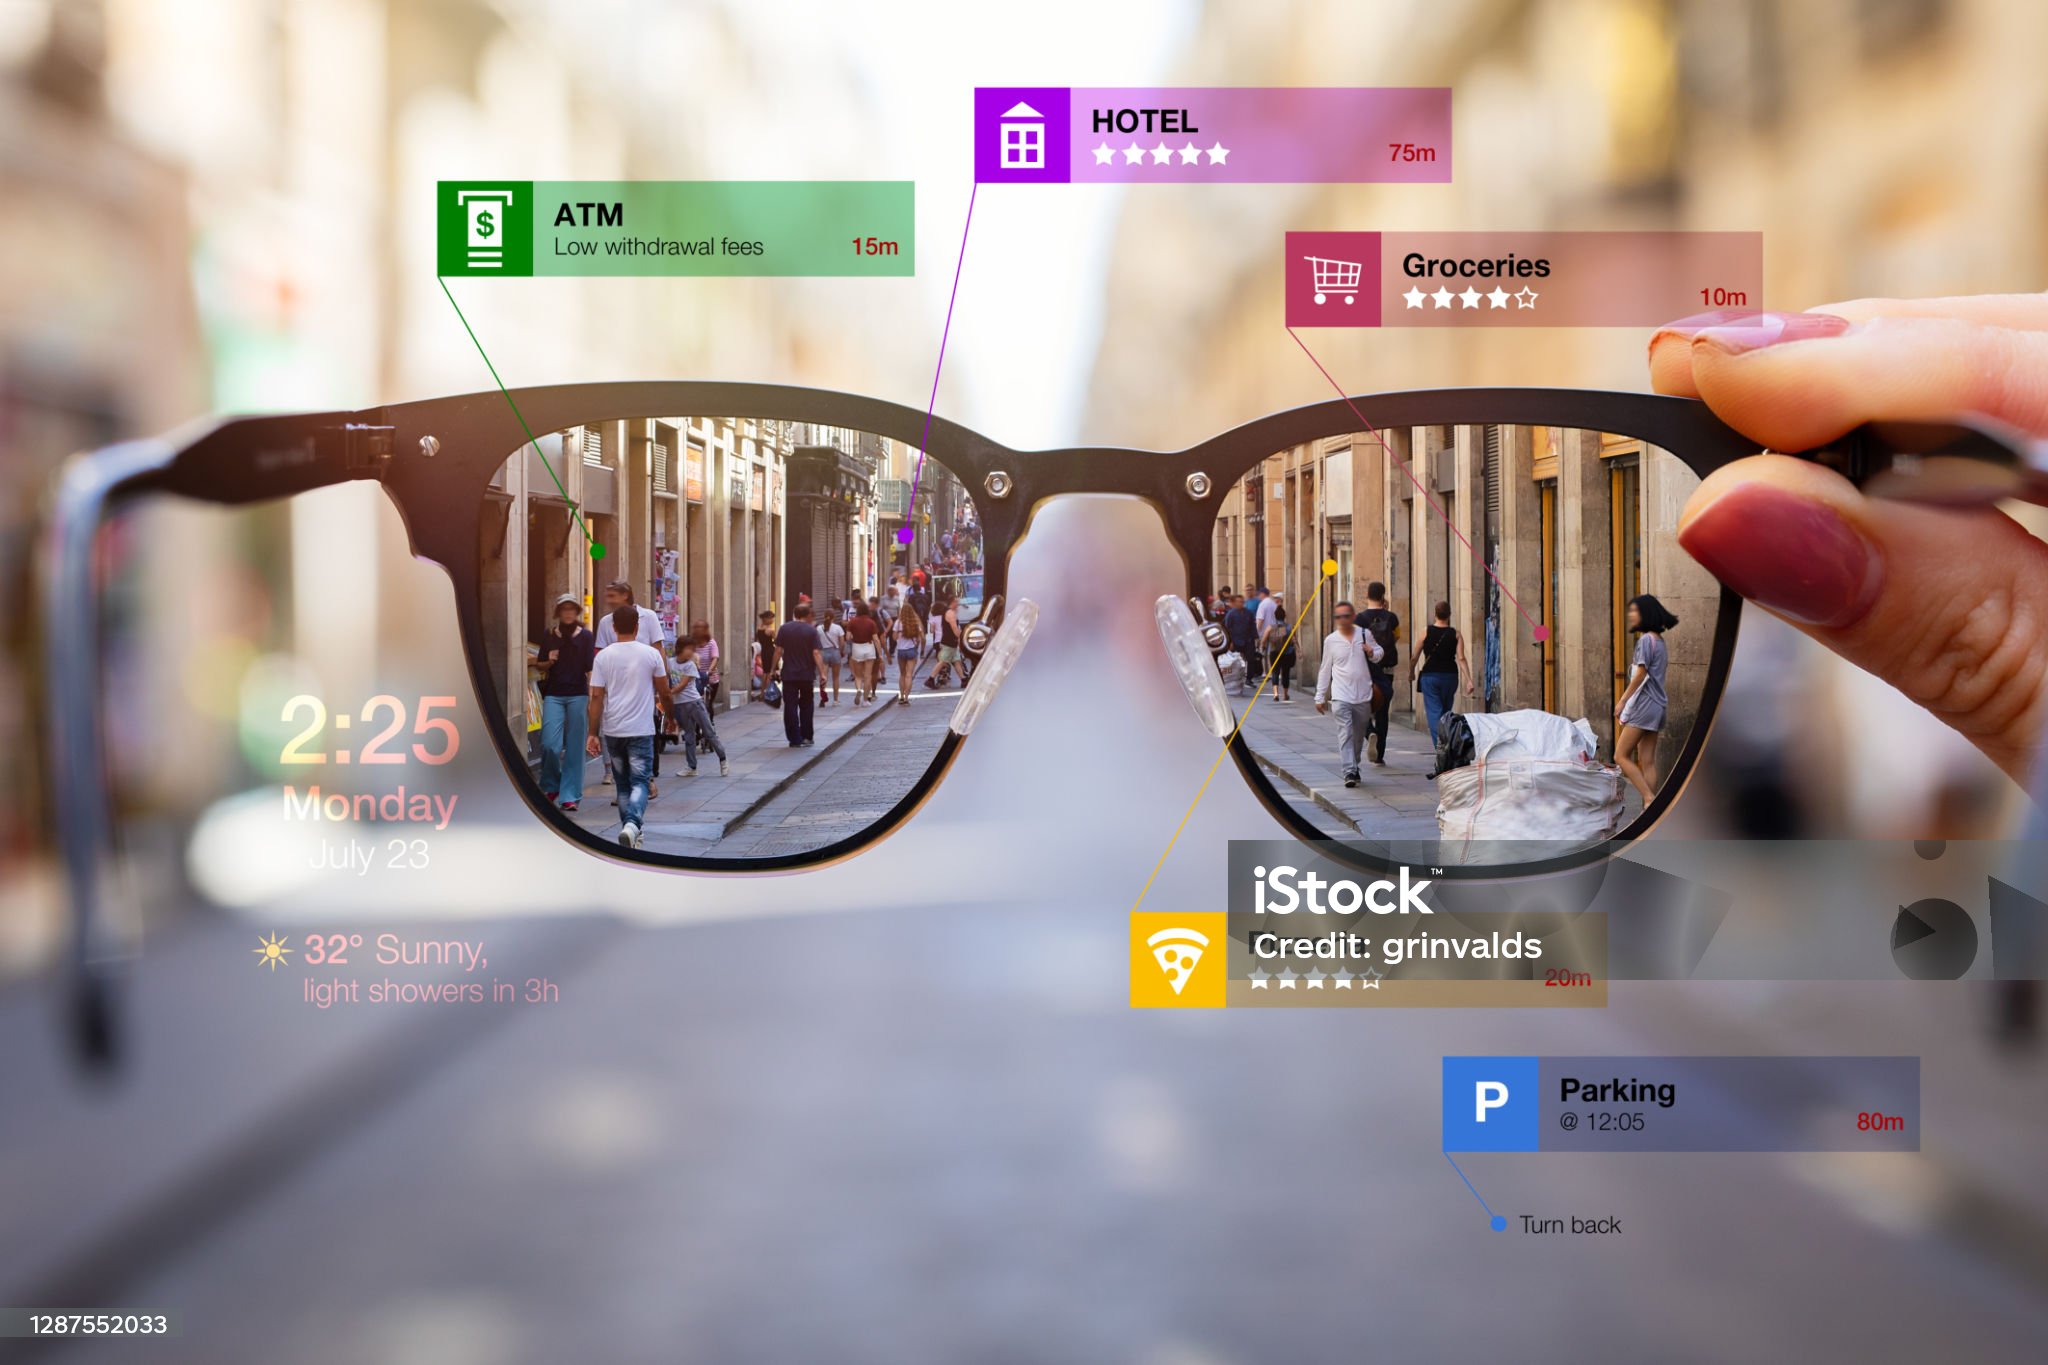 HOTEL
75m
ATM
Low withdrawal fees
15m
$
Groceries
10m
2:25
Monday
July 23
32° Sunny,
light showers in 3h
iStock™
Credit: grinvalds
20m
P
Parking
@ 12:05
80m
Turn back
1287552033